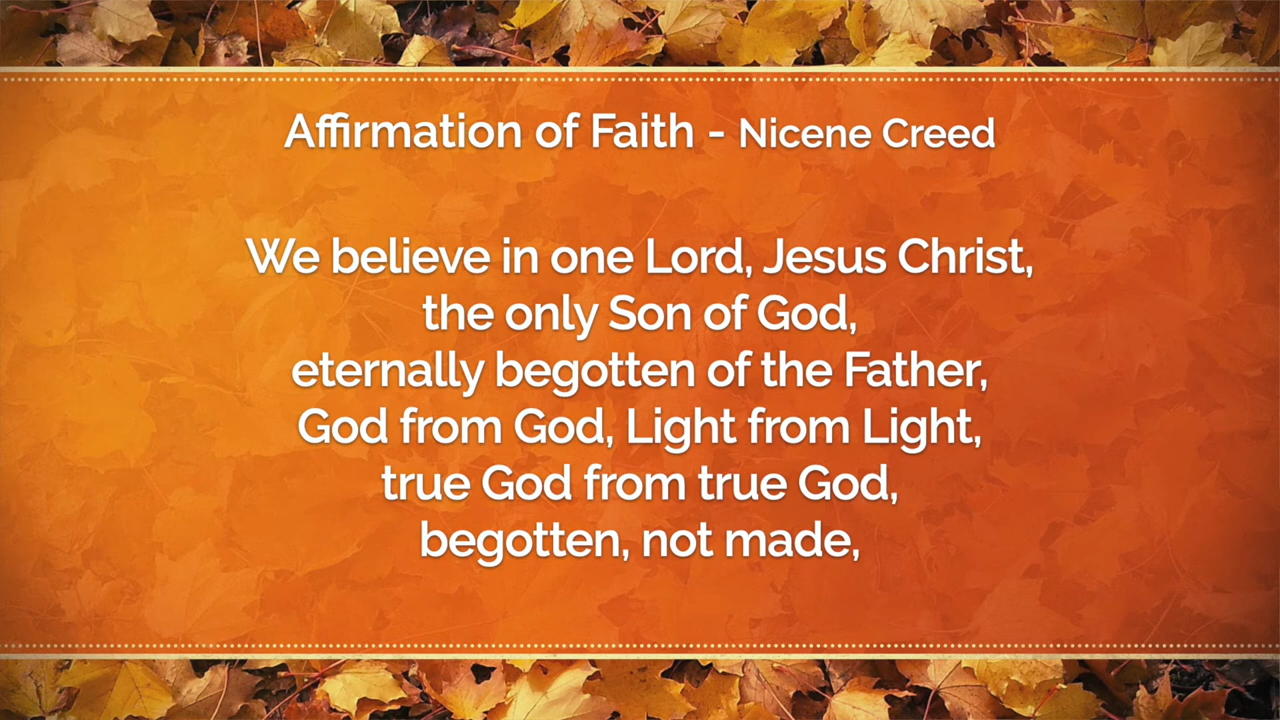 Affirmation of Faith - Nicene Creed
We believe in one Lord, Jesus Christ,
the only Son of God,
eternally begotten of the Father,
God from God, Light from Light,
true God from true God,
begotten, not made,